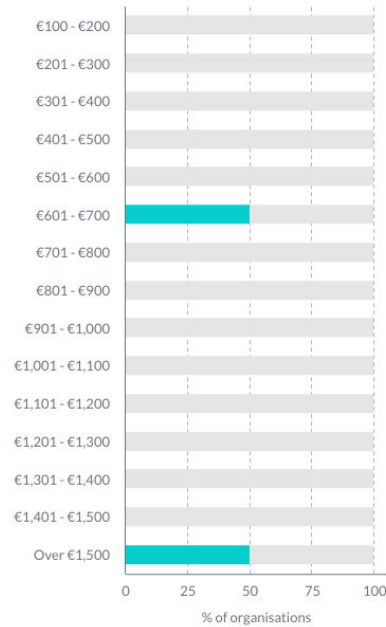 €100 - €200
€201 - €300
€301 - €400
€401 - €500
€501 - €600
€601 - €700
€701 - €800
€801 - €900
€901 - €1,000
€1,001 - €1,100
€1,101 - €1,200
€1,201 - €1,300
€1,301 - €1,400
€1,401 - €1,500
Over €1,500
0 25 50 75 100
% of organisations